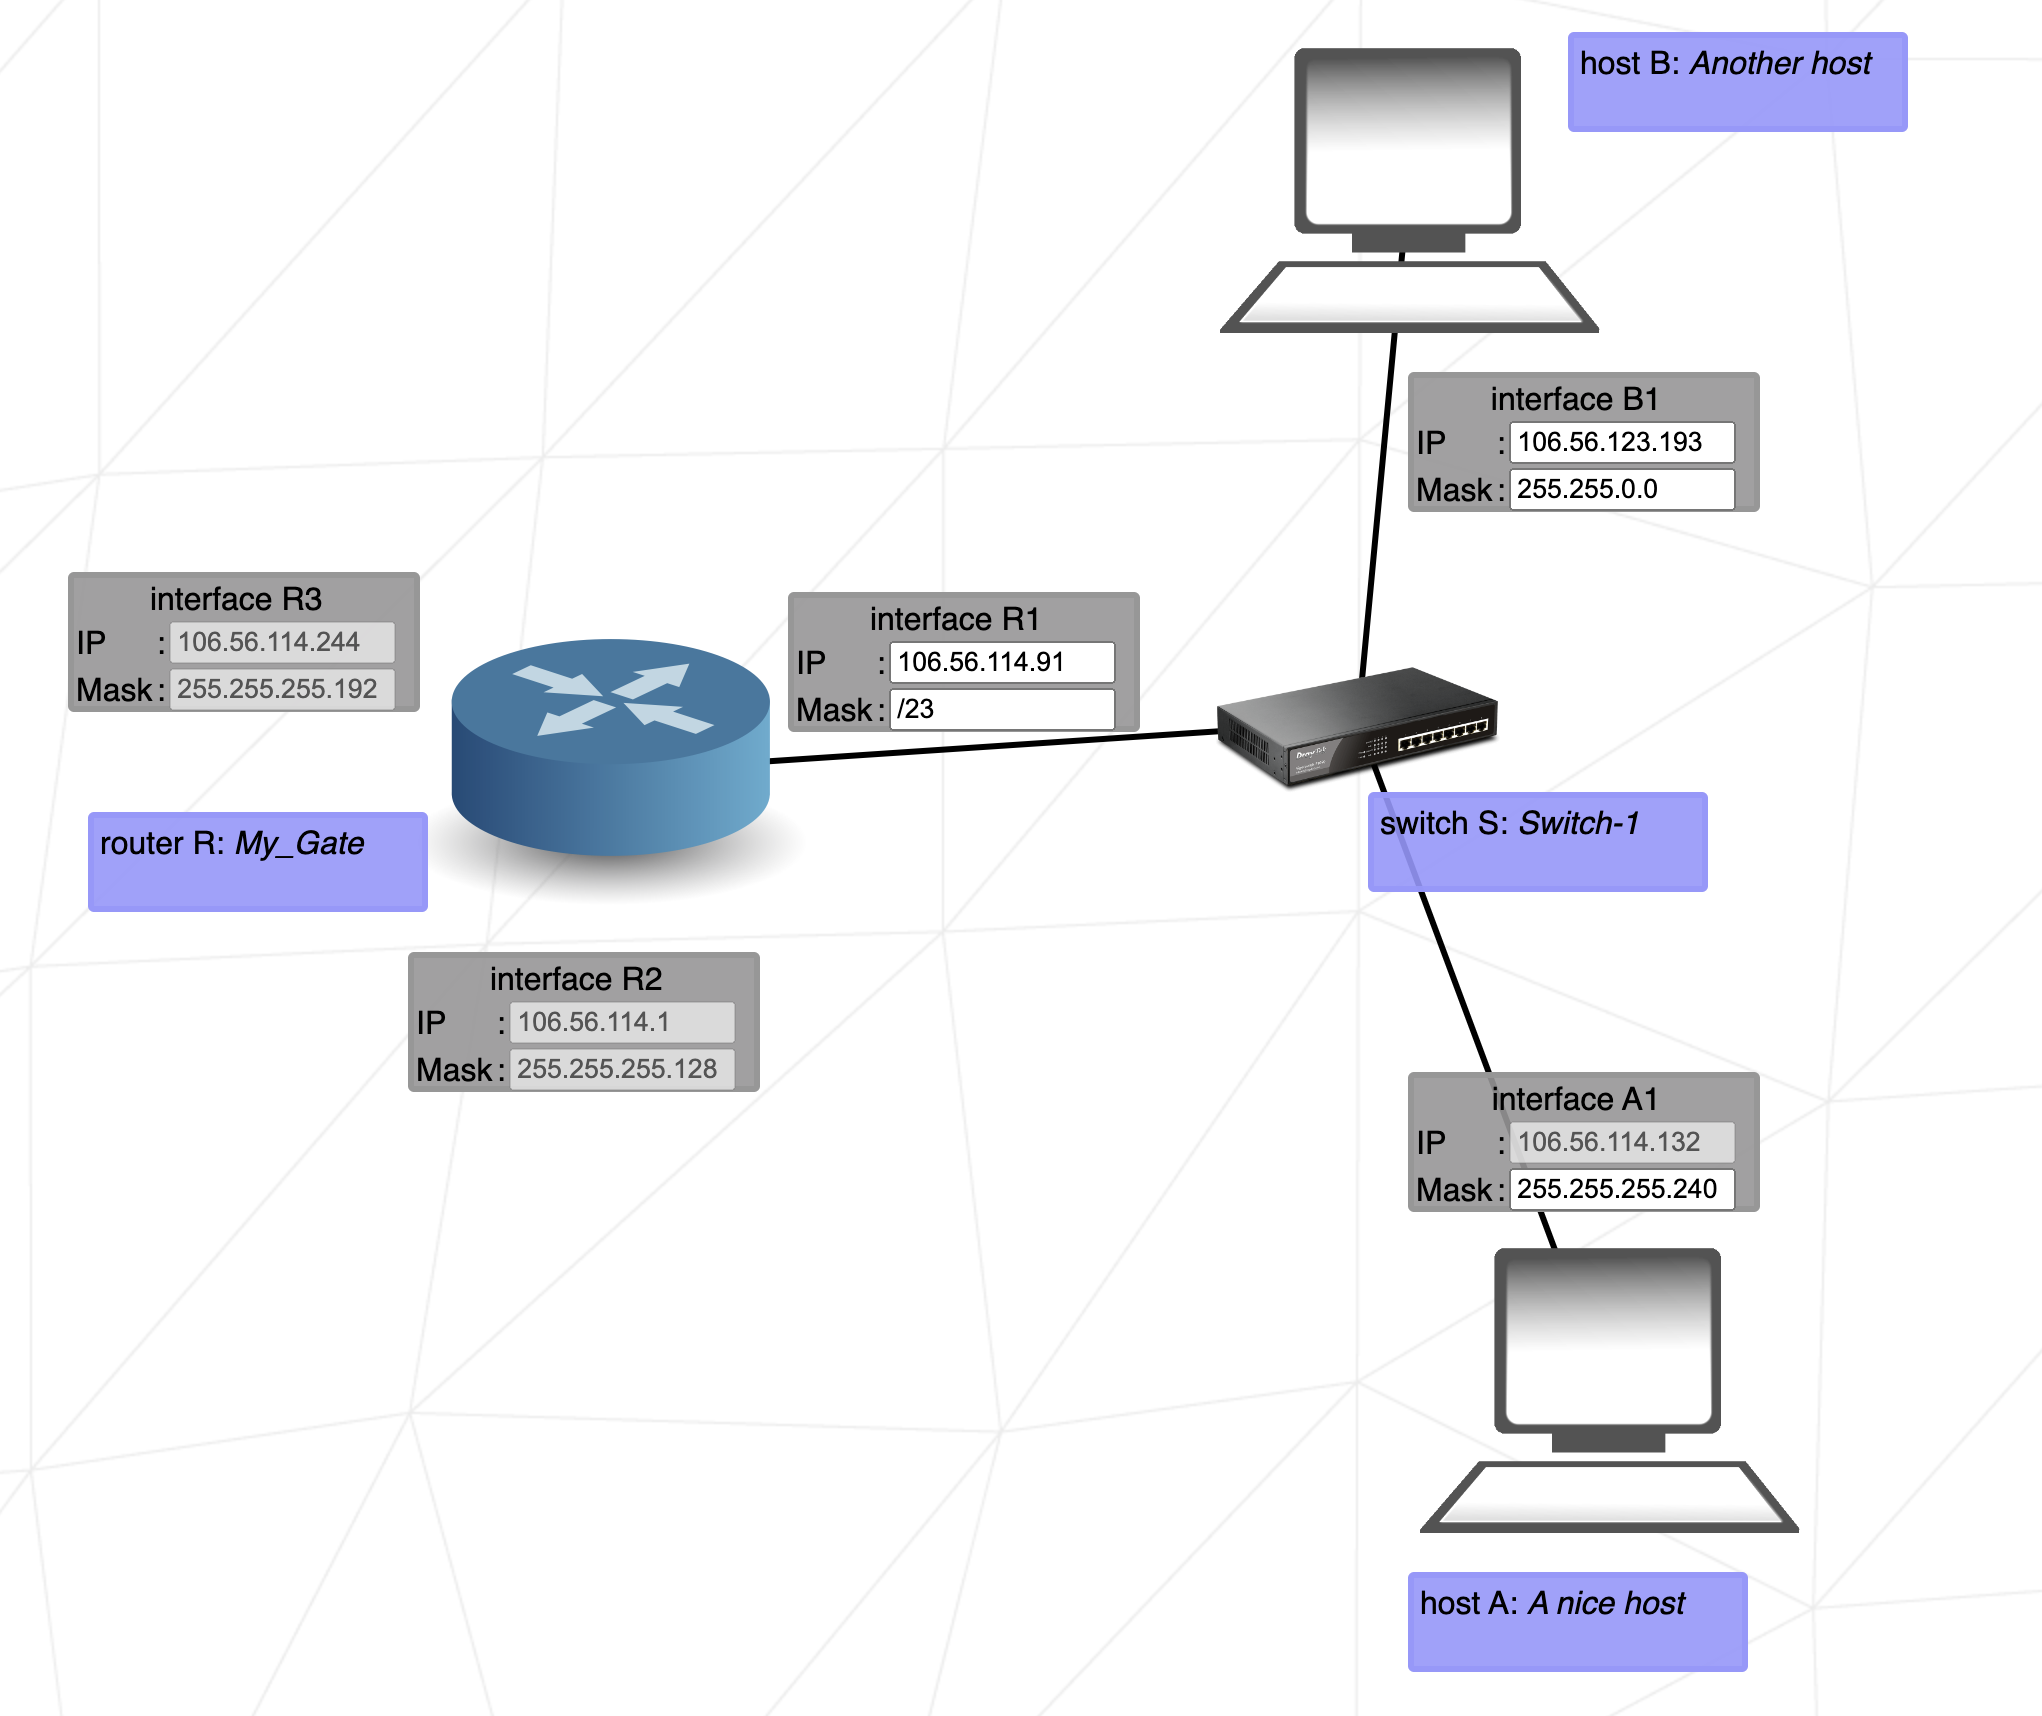 host B: Another host
interface B1
IP : 106.56.123.193
Mask : 255.255.0.0
interface R3
IP : 106.56.114.244
Mask : 255.255.255.192
interface R1
IP : 106.56.114.91
Mask : /23
router R: My_Gate
switch S: Switch-1
interface R2
IP : 106.56.114.1
Mask : 255.255.255.128
interface A1
IP : 106.56.114.132
Mask : 255.255.255.240
host A: A nice host